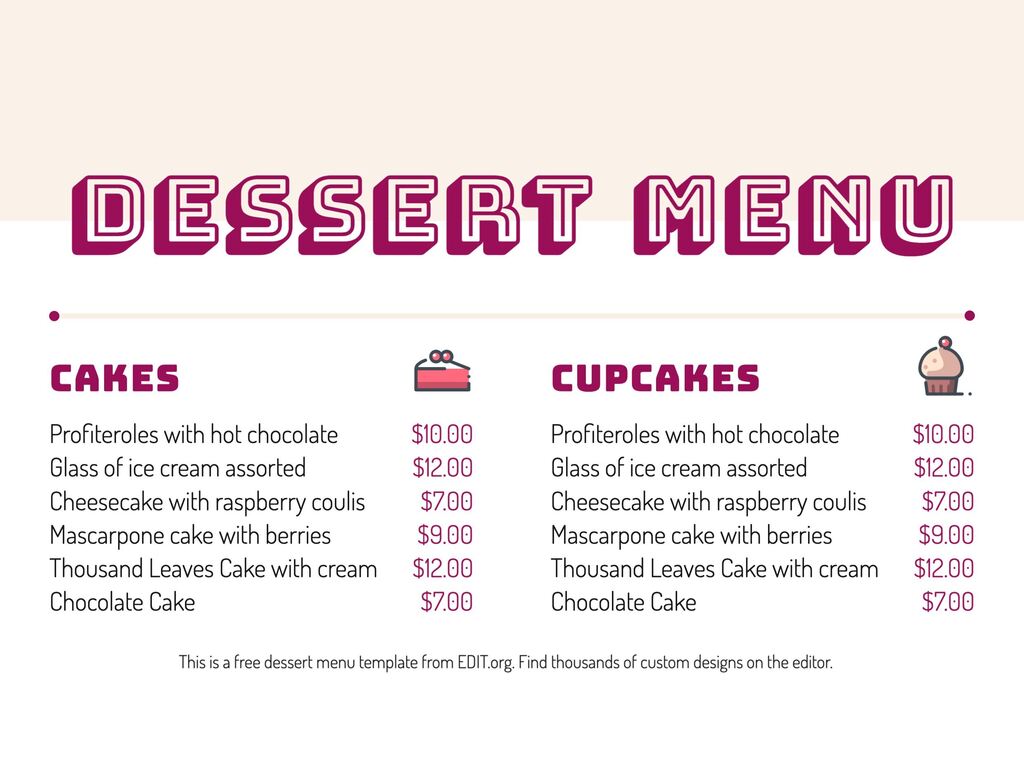 DESSERT MENU
CAKES
Profiteroles with hot chocolate $10.00
Glass of ice cream assorted $12.00
Cheesecake with raspberry coulis $7.00
Mascarpone cake with berries $9.00
Thousand Leaves Cake with cream $12.00
Chocolate Cake $7.00
CUPCAKES
Profiteroles with hot chocolate $10.00
Glass of ice cream assorted $12.00
Cheesecake with raspberry coulis $7.00
Mascarpone cake with berries $9.00
Thousand Leaves Cake with cream $12.00
Chocolate Cake $7.00
This is a free dessert menu template from EDIT.org. Find thousands of custom designs on the editor.